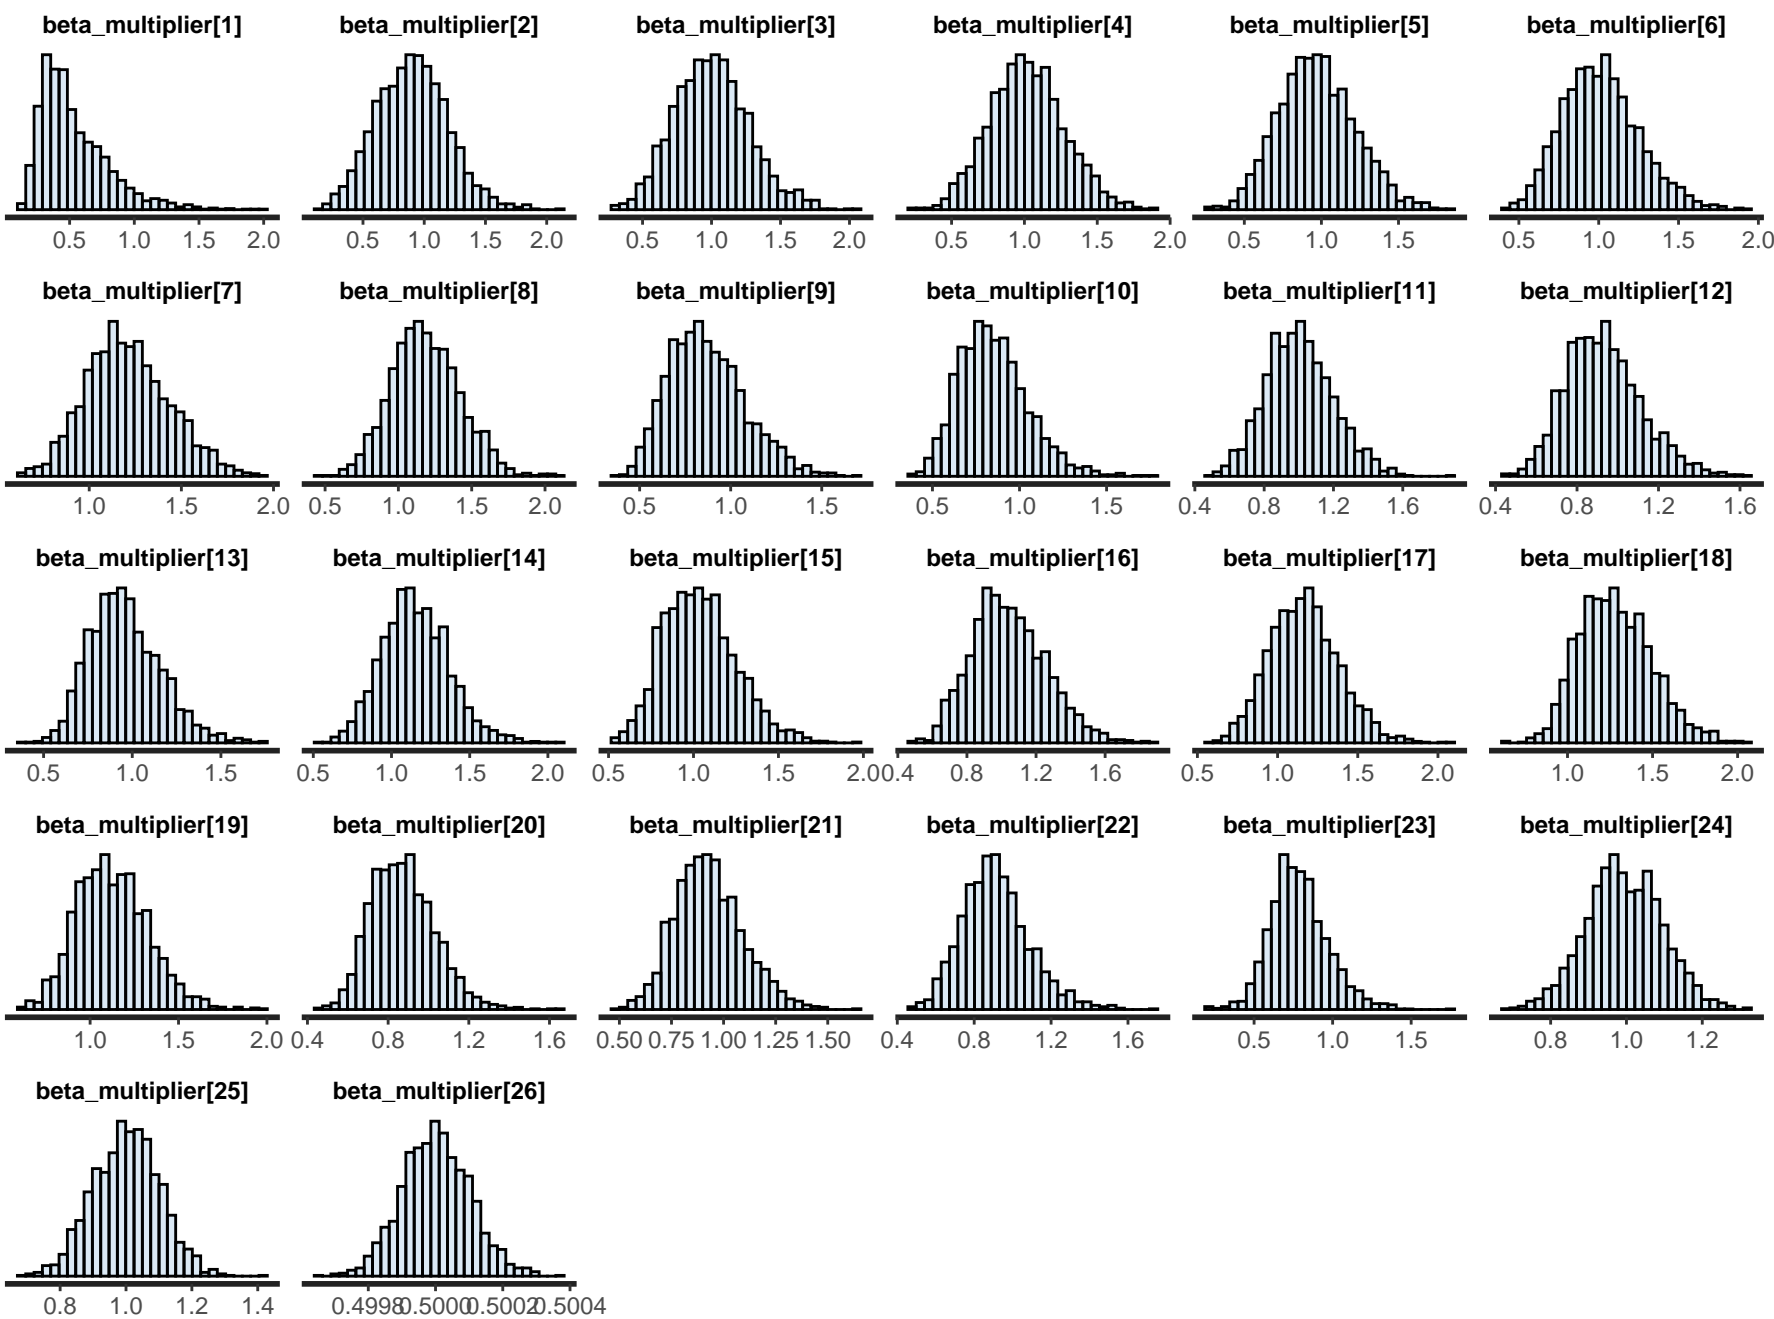 beta_multiplier[1] beta_multiplier[2] beta_multiplier[3] beta_multiplier[4] beta_multiplier[5] beta_multiplier[6]
0.5 1.0 1.5 2.0 0.5 1.0 1.5 2.0 0.5 1.0 1.5 2.0 0.5 1.0 1.5 2.0 0.5 1.0 1.5 0.5 1.0 1.5 2.0
beta_multiplier[7] beta_multiplier[8] beta_multiplier[9] beta_multiplier[10] beta_multiplier[11] beta_multiplier[12]
1.0 1.5 2.0 0.5 1.0 1.5 2.0 0.5 1.0 1.5 0.5 1.0 1.5 0.4 0.8 1.2 1.6 0.4 0.8 1.2 1.6
beta_multiplier[13] beta_multiplier[14] beta_multiplier[15] beta_multiplier[16] beta_multiplier[17] beta_multiplier[18]
0.5 1.0 1.5 0.5 1.0 1.5 2.0 0.5 1.0 1.5 2.0 0.4 0.8 1.2 1.6 0.5 1.0 1.5 2.0 1.0 1.5 2.0
beta_multiplier[19] beta_multiplier[20] beta_multiplier[21] beta_multiplier[22] beta_multiplier[23] beta_multiplier[24]
1.0 1.5 2.0 0.4 0.8 1.2 1.6 0.50 0.75 1.00 1.25 1.50 0.4 0.8 1.2 1.6 0.5 1.0 1.5 0.8 1.0 1.2
beta_multiplier[25] beta_multiplier[26]
0.8 1.0 1.2 1.4 0.4998 0.5000 0.5002 0.5004